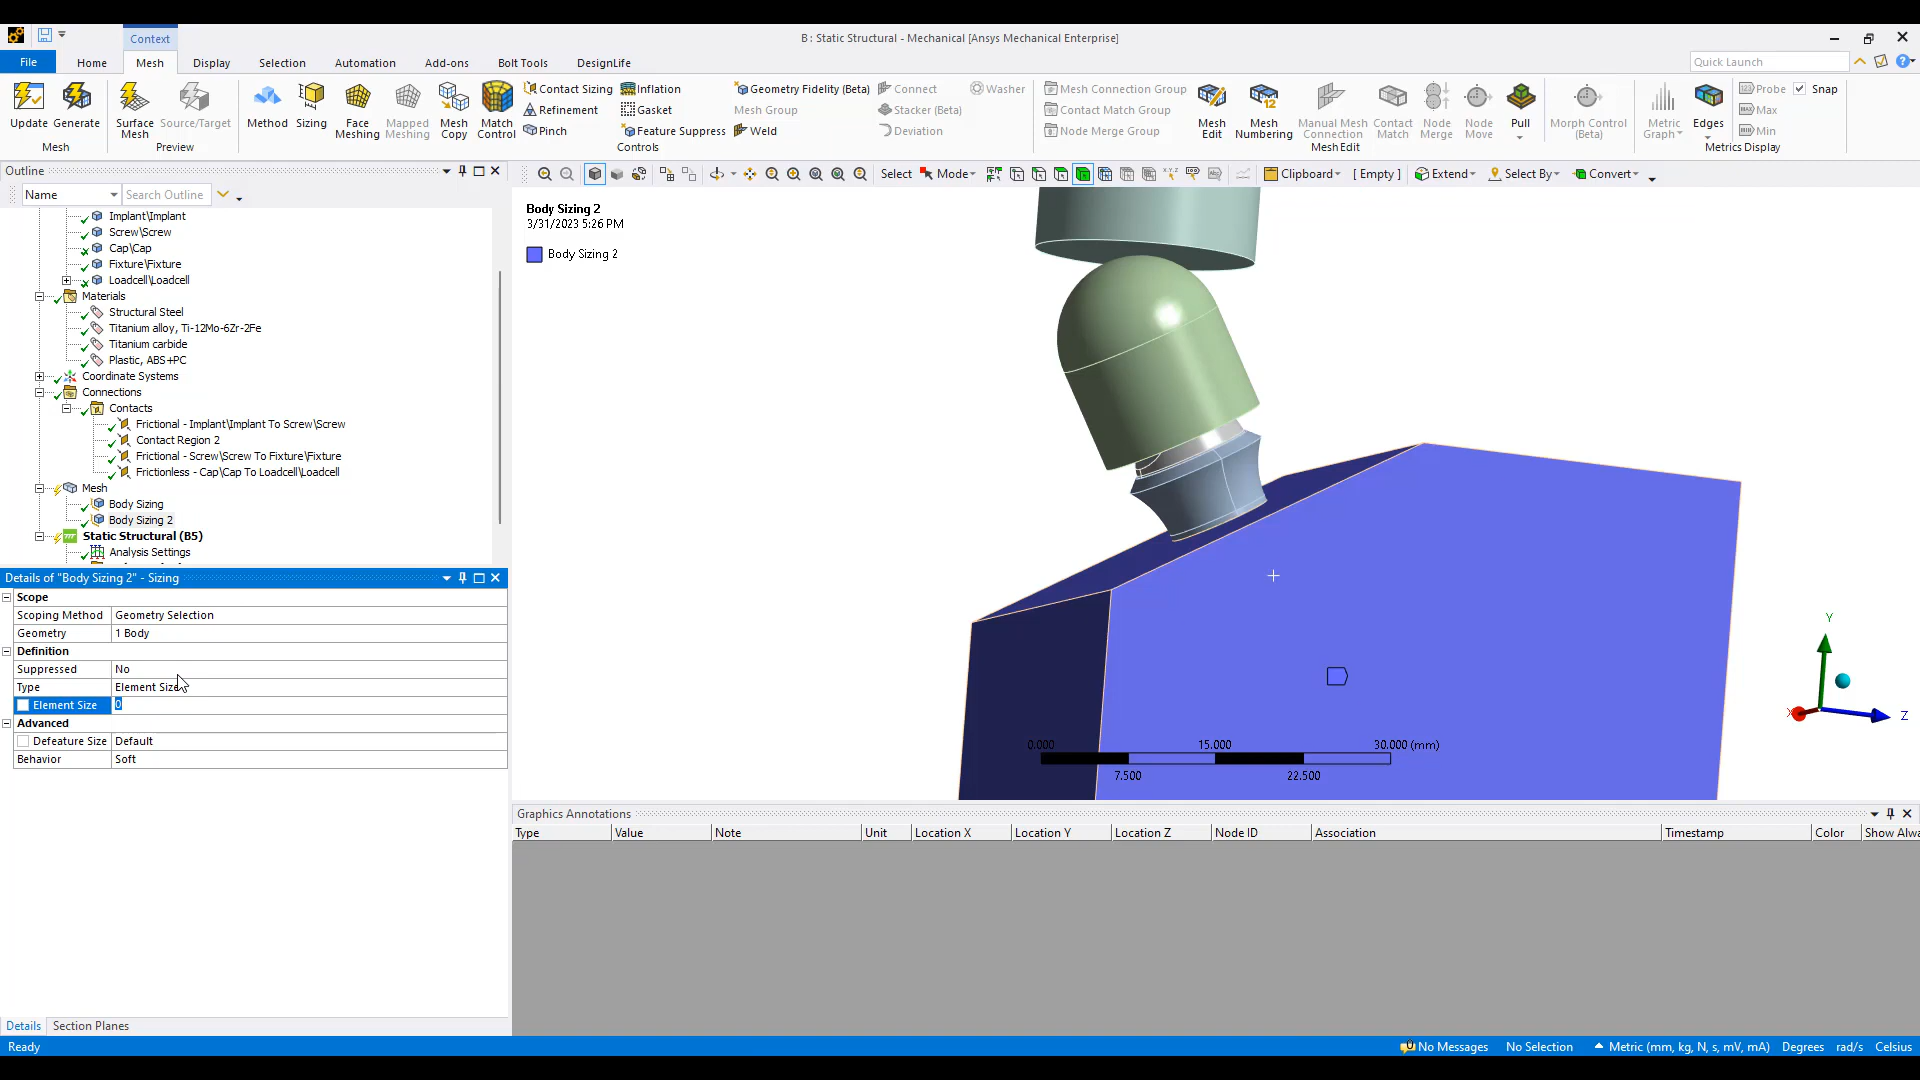 Context
B : Static Structural - Mechanical [Ansys Mechanical Enterprise]
File Home Mesh Display Selection Automation Add-ons Bolt Tools DesignLife
Quick Launch
Update Generate
Mesh
Surface Mesh Source/Target
Preview
Method Sizing Face Meshing Mapped Meshing Mesh Copy Match Control
Contact Sizing Inflation Geometry Fidelity (Beta) Connect Washer
Refinement Gasket Mesh Group Stacker (Beta)
Pinch Feature Suppress Weld Deviation
Controls
Mesh Connection Group
Contact Match Group
Node Merge Group
Mesh Edit Mesh Numbering Manual Mesh Connection Contact Match Node Merge Node Move Pull Morph Control (Beta)
Mesh Edit
Metric Graph Edges Probe Snap
Max
Min
Metrics Display
Outline
Name Search Outline
Select Mode Clipboard [ Empty ] Extend Select By Convert
Implant\Implant
Screw\Screw
Cap\Cap
Fixture\Fixture
Loadcell\Loadcell
Materials
Structural Steel
Titanium alloy, Ti-12Mo-6Zr-2Fe
Titanium carbide
Plastic, ABS+PC
Coordinate Systems
Connections
Contacts
Frictional - Implant\Implant To Screw\Screw
Contact Region 2
Frictional - Screw\Screw To Fixture\Fixture
Frictionless - Cap\Cap To Loadcell\Loadcell
Mesh
Body Sizing
Body Sizing 2
Static Structural (B5)
Analysis Settings
Details of "Body Sizing 2" - Sizing
Scope
Scoping Method Geometry Selection
Geometry 1 Body
Definition
Suppressed No
Type Element Size
Element Size 0
Advanced
Defeature Size Default
Behavior Soft
Details Section Planes
Body Sizing 2
3/31/2023 5:26 PM
Body Sizing 2
0.000 15.000 30.000 (mm)
7.500 22.500
Y
X
Z
Graphics Annotations
Type Value Note Unit Location X Location Y Location Z Node ID Association Timestamp Color Show Alwa
Ready
No Messages No Selection Metric (mm, kg, N, s, mV, mA) Degrees rad/s Celsius